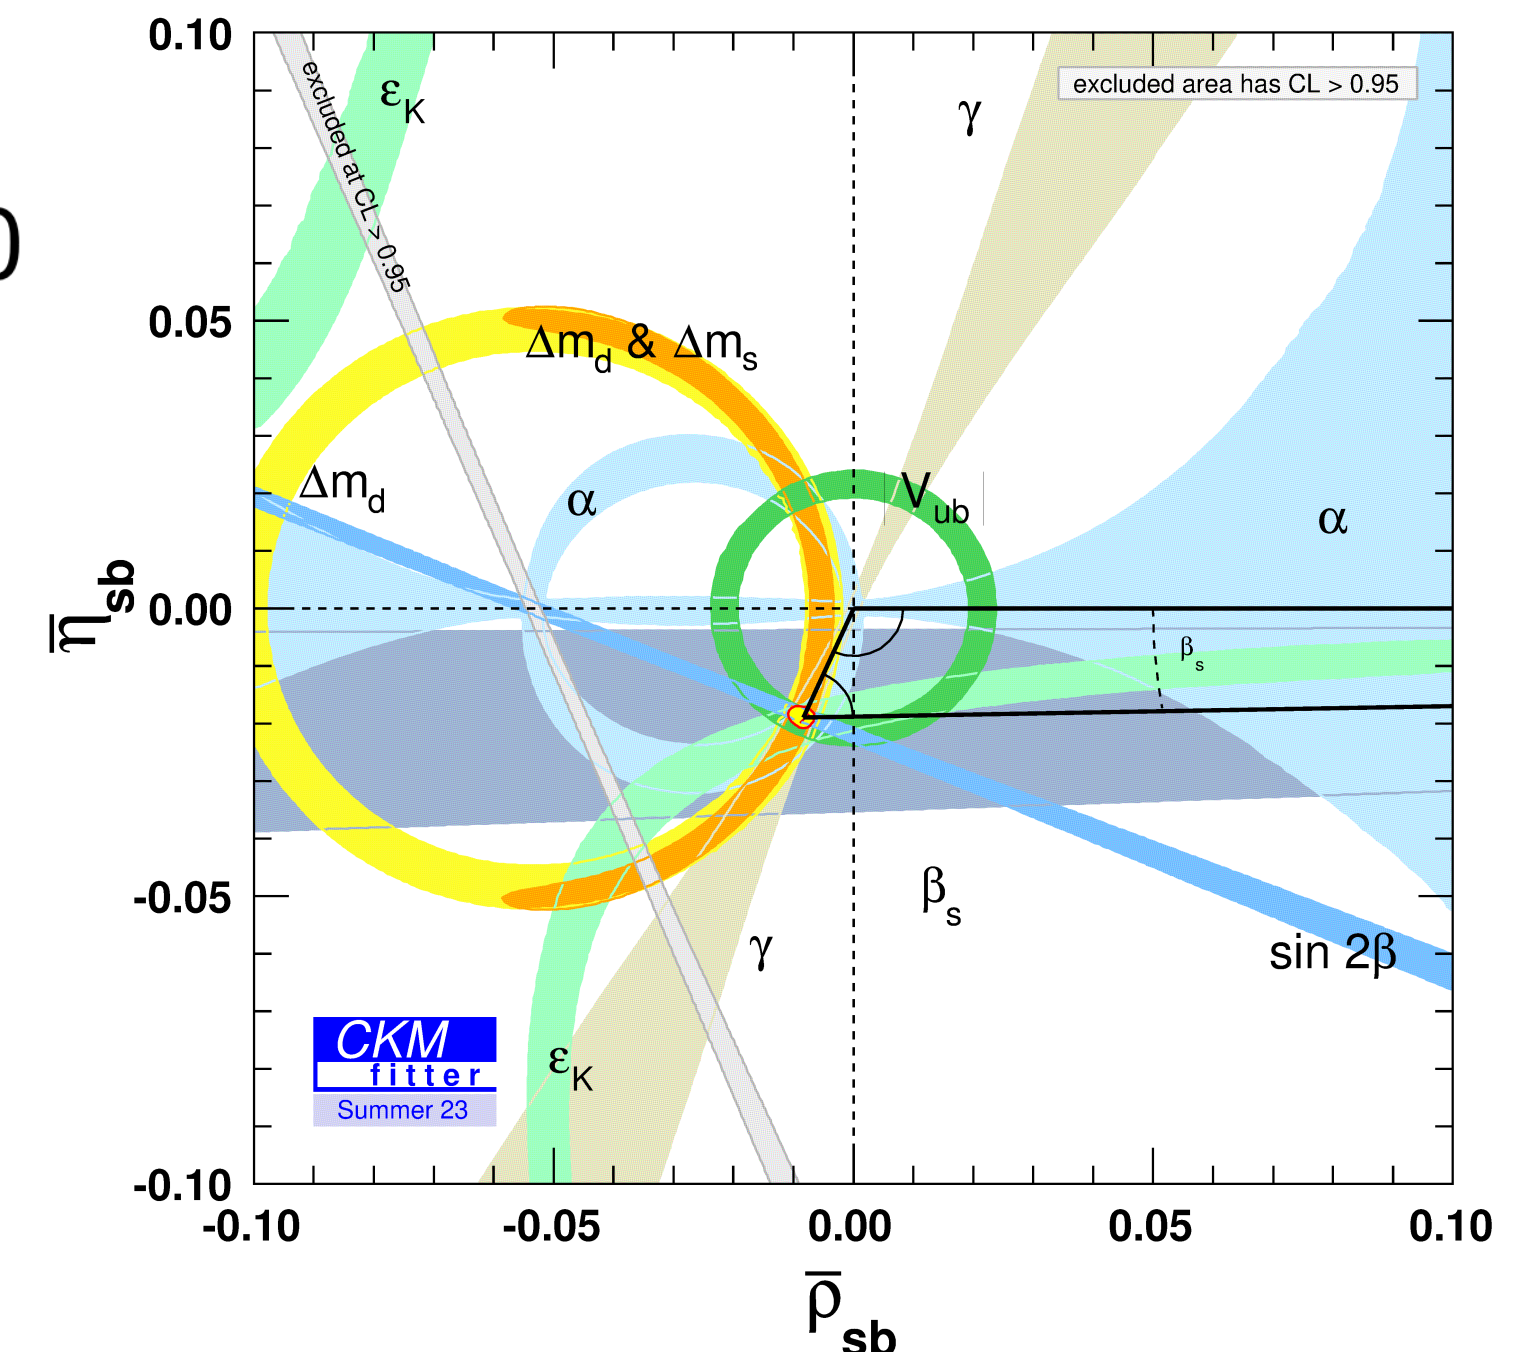 0.10
0.05
0.00
-0.05
-0.10
-0.10
-0.05
0.00
0.05
0.10
η̄sb
ρ̄sb
excluded area has CL > 0.95
excluded at CL > 0.95
εK
γ
Δmd & Δms
Δmd
α
|Vub|
α
βs
βs
sin 2β
γ
εK
CKM
fitter
Summer 23